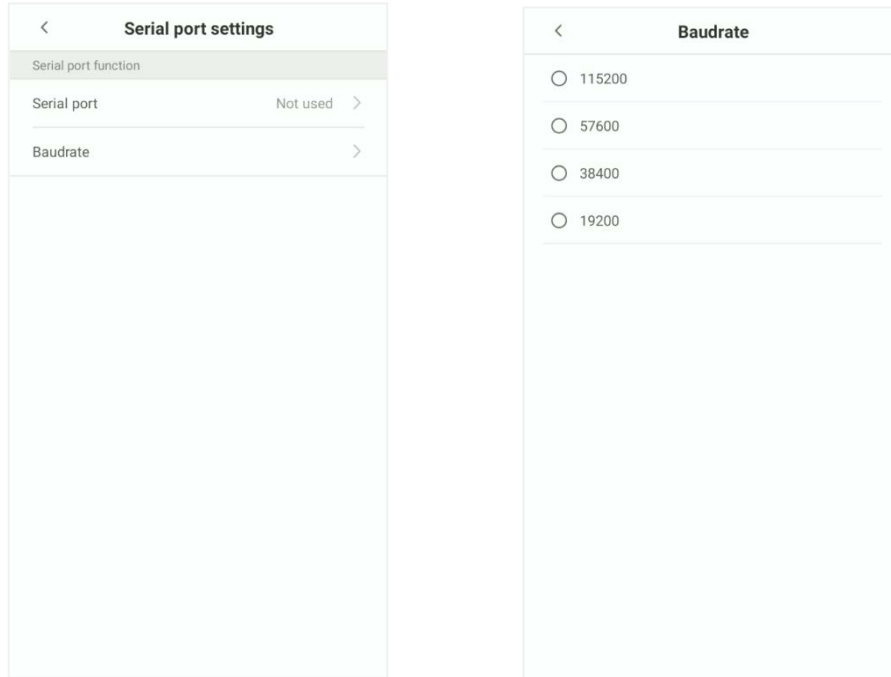 Serial port settings
Serial port function
Serial port Not used
Baudrate
Baudrate
115200
57600
38400
19200